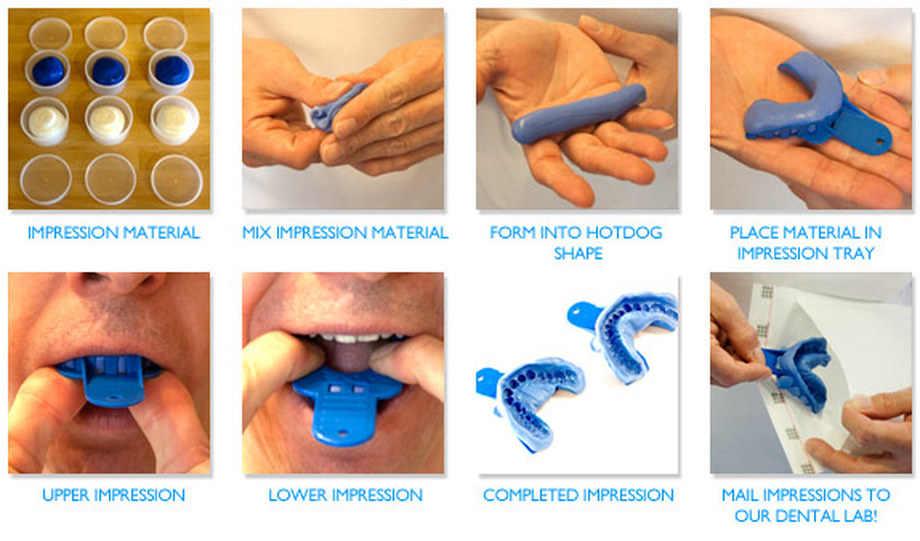 IMPRESSION MATERIAL
MIX IMPRESSION MATERIAL
FORM INTO HOTDOG
SHAPE
PLACE MATERIAL IN
IMPRESSION TRAY
UPPER IMPRESSION
LOWER IMPRESSION
COMPLETED IMPRESSION
MAIL IMPRESSIONS TO
OUR DENTAL LAB!